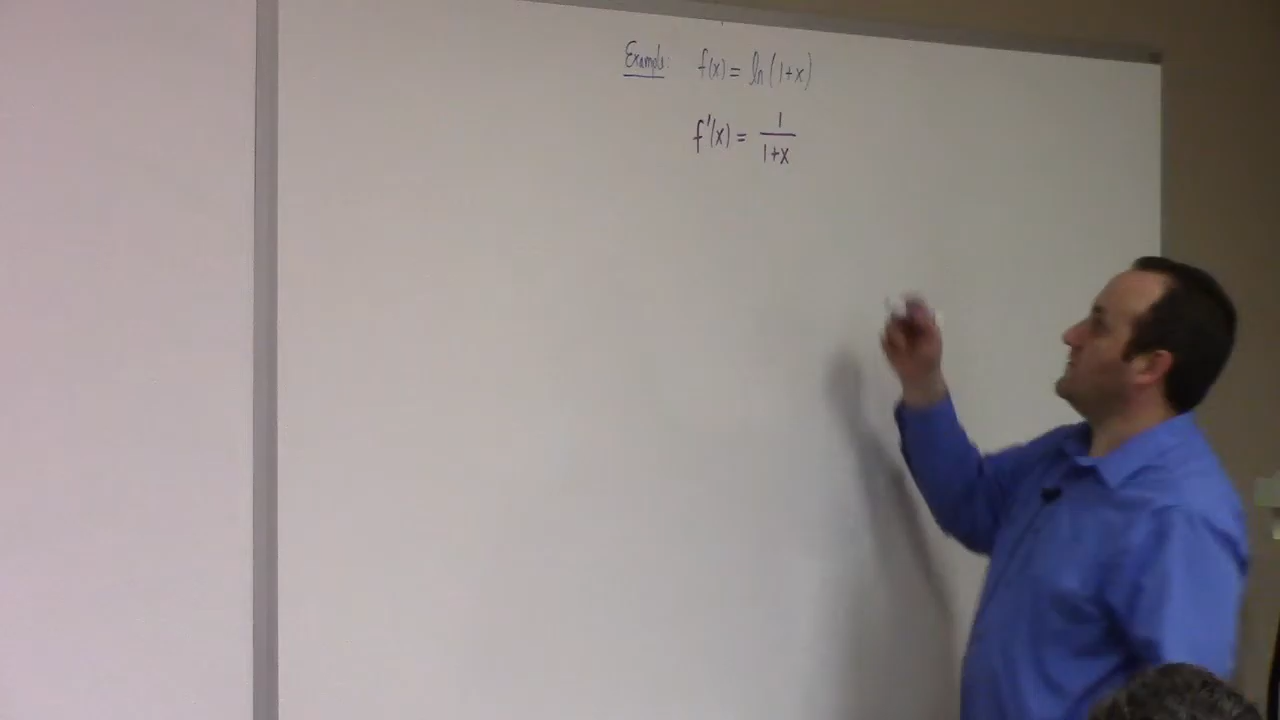 Example: f(x) = ln(1+x)
f'(x) = 1/(1+x)